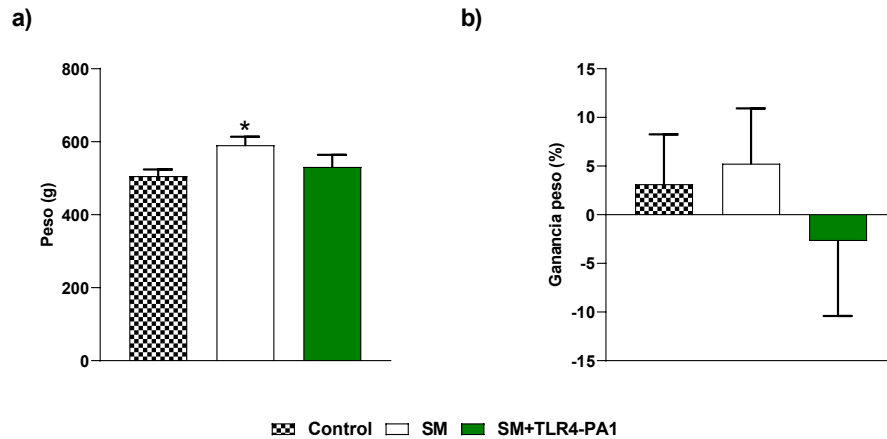 a)
800
600
400
200
0
Peso (g)
*
b)
15
10
5
0
-5
-10
-15
Ganancia peso (%)
Control SM SM+TLR4-PA1